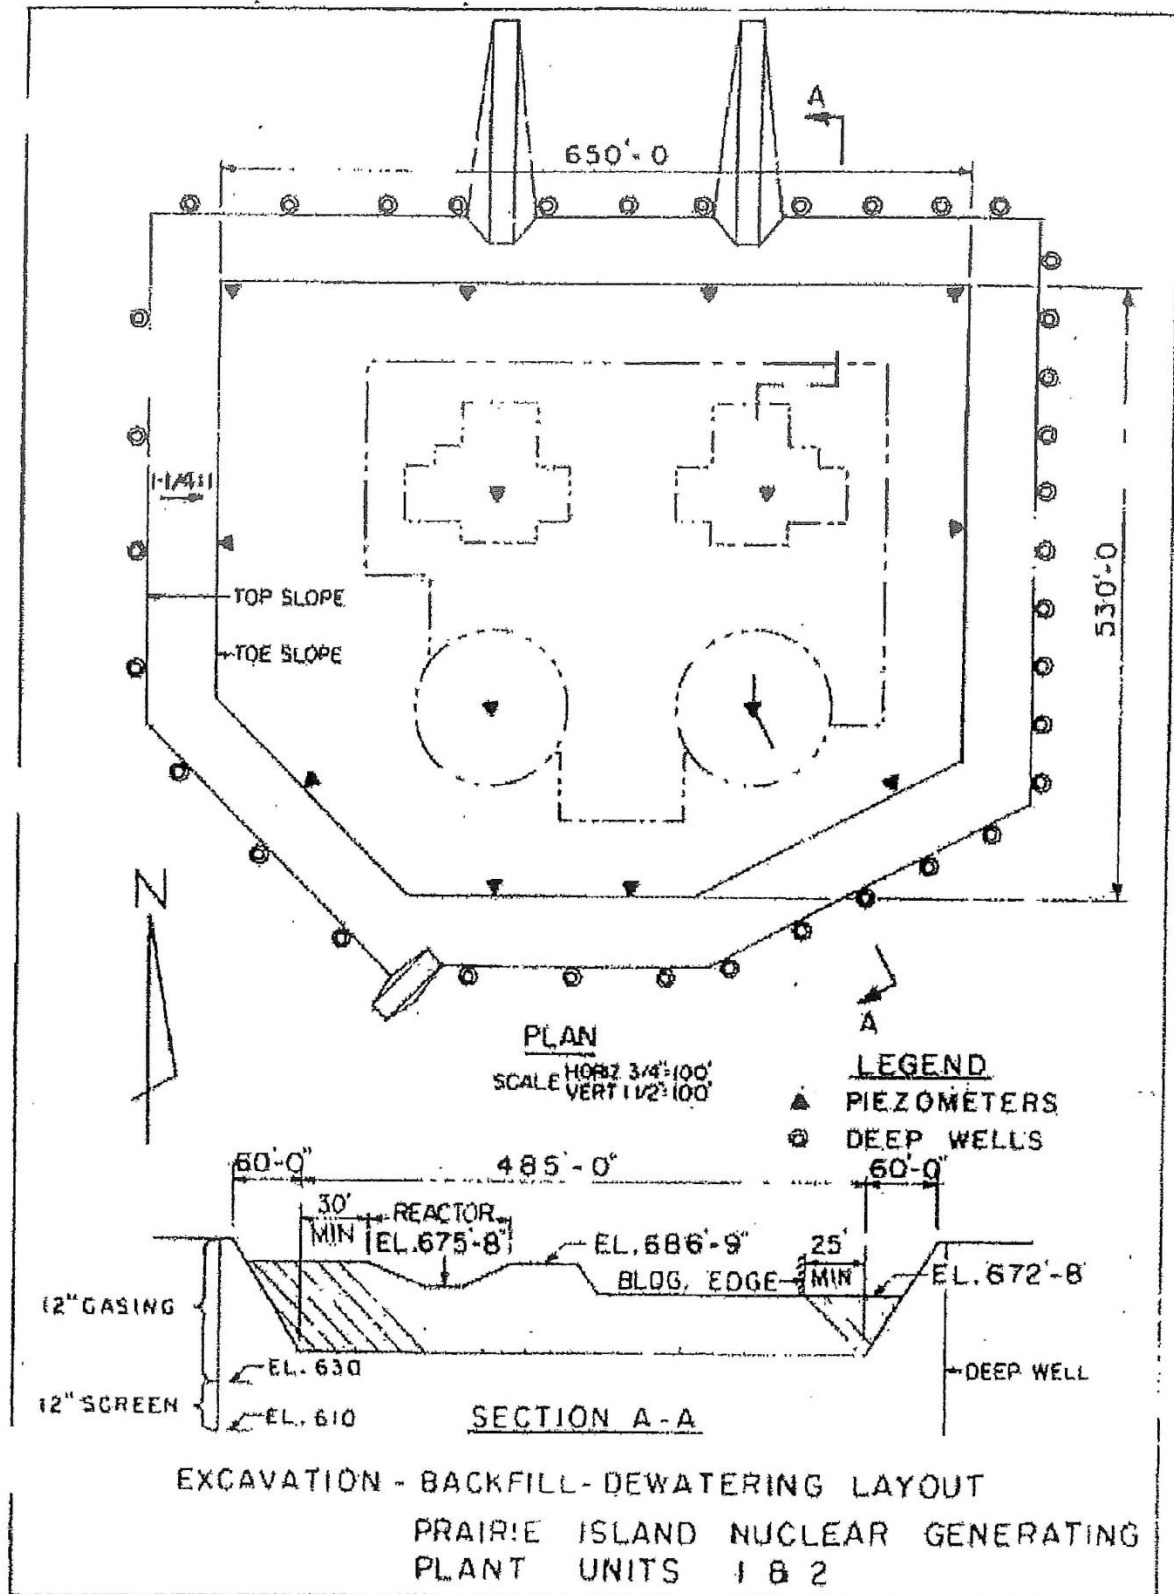 A
650'-0
1-1/4:1
TOP SLOPE
TOE SLOPE
530'-0
N
A
PLAN
SCALE HORIZ 3/4"=100'
VERT 1 1/2"=100'
LEGEND
PIEZOMETERS
DEEP WELLS
60'-0"
485'-0"
60'-0"
30'
MIN
REACTOR
EL.675'-8"
EL.686'-9"
BLDG. EDGE
25'
MIN
EL.672'-8
12" CASING
EL.630
12" SCREEN
EL.610
DEEP WELL
SECTION A-A
EXCAVATION - BACKFILL - DEWATERING LAYOUT
PRAIRIE ISLAND NUCLEAR GENERATING
PLANT UNITS 1 & 2